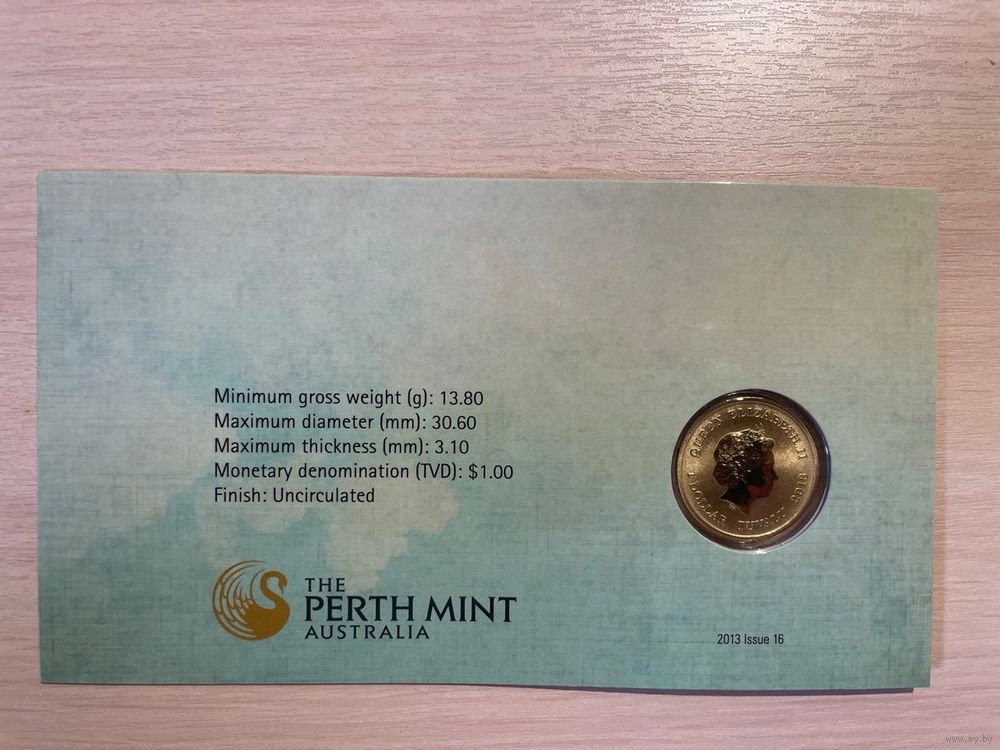 Minimum gross weight (g): 13.80
Maximum diameter (mm): 30.60
Maximum thickness (mm): 3.10
Monetary denomination (TVD): $1.00
Finish: Uncirculated
THE
PERTH MINT
AUSTRALIA
QUEEN ELIZABETH II
1 DOLLAR TUVALU 2013
2013 Issue 16
www.ay.by